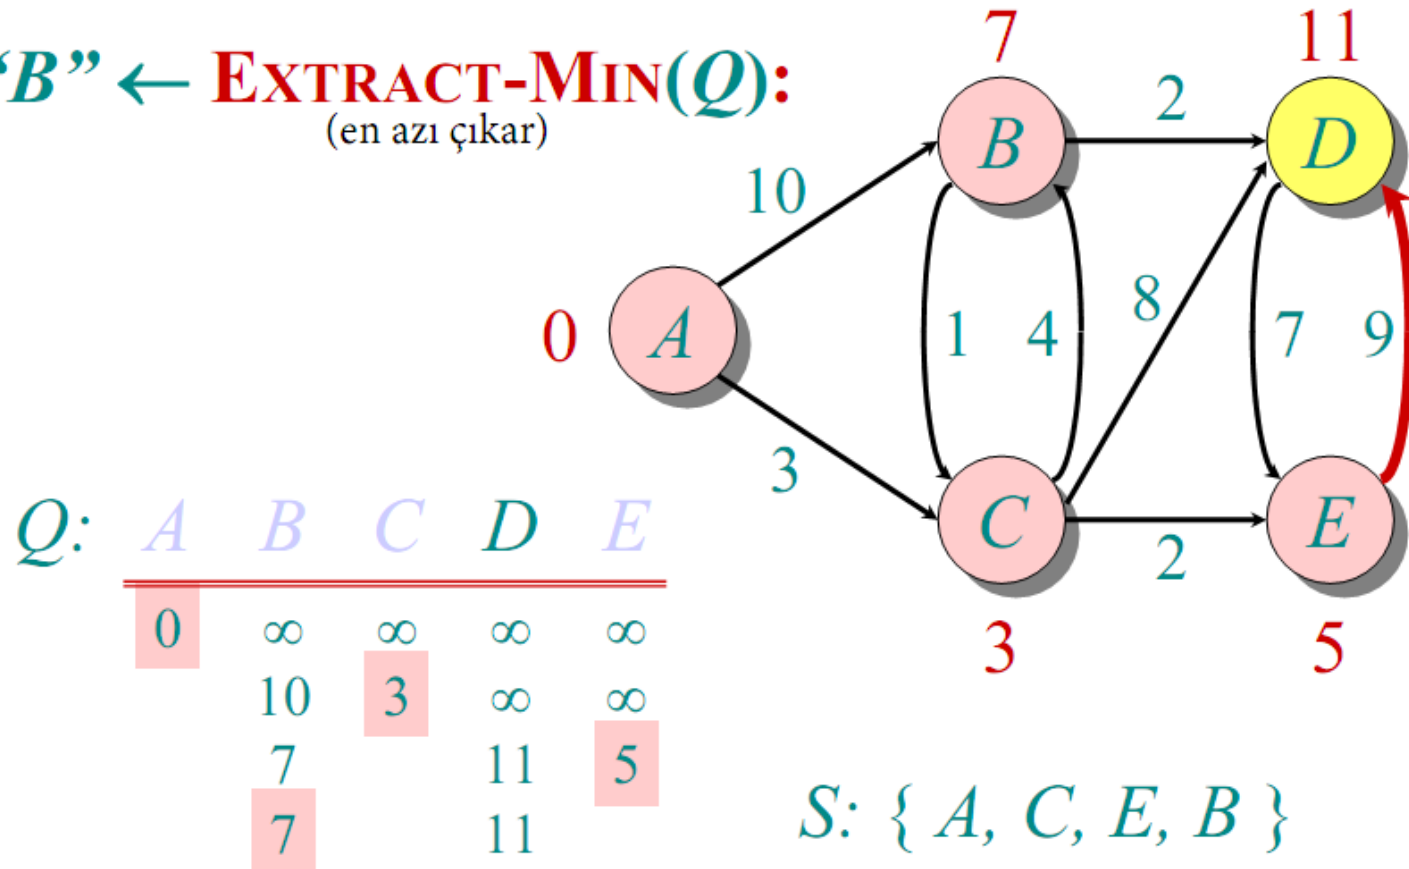 “B” ← EXTRACT-MIN(Q):
(en azı çıkar)
7 11
B 2 D
10
8
0 A 1 4 7 9
3
C 2 E
3 5
Q: A B C D E
0 ∞ ∞ ∞ ∞
10 3 ∞ ∞
7 11 5
7 11
S: { A, C, E, B }